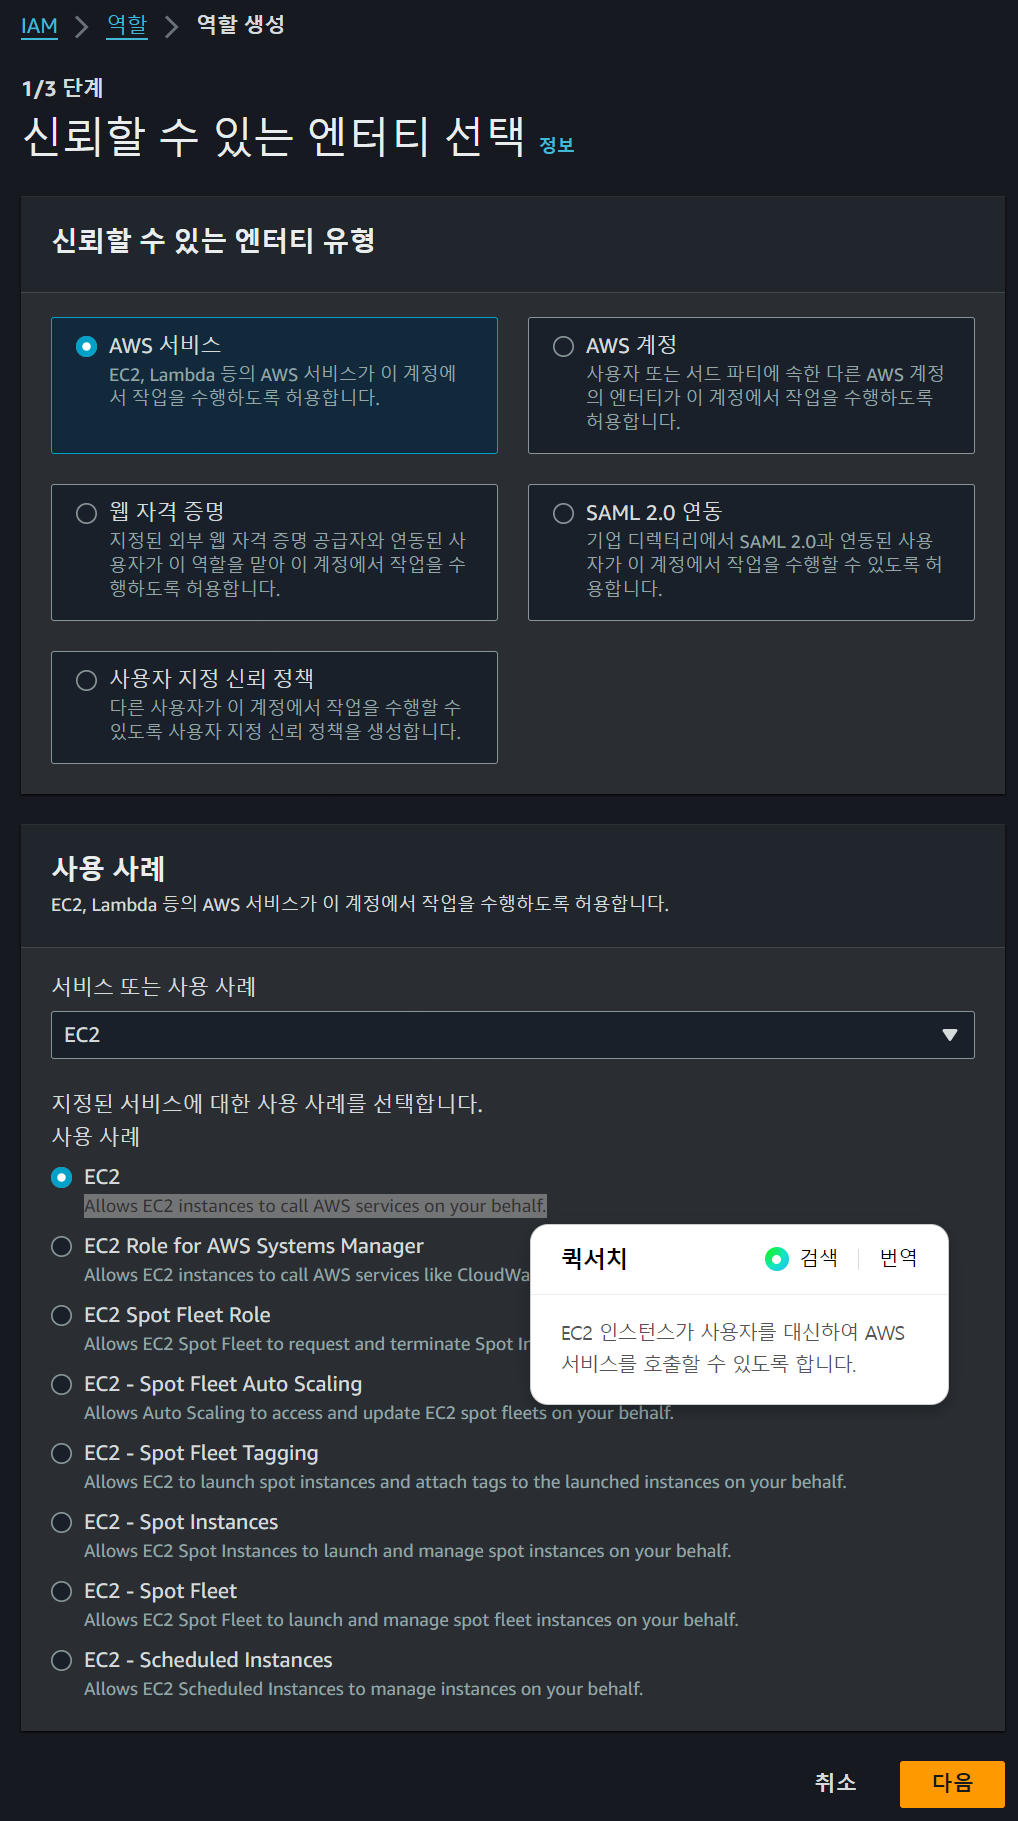 IAM > 역할 > 역할 생성
1/3 단계
신뢰할 수 있는 엔터티 선택 정보
신뢰할 수 있는 엔터티 유형
AWS 서비스
EC2, Lambda 등의 AWS 서비스가 이 계정에
서 작업을 수행하도록 허용합니다.
AWS 계정
사용자 또는 서드 파티에 속한 다른 AWS 계정
의 엔터티가 이 계정에서 작업을 수행하도록
허용합니다.
웹 자격 증명
지정된 외부 웹 자격 증명 공급자와 연동된 사
용자가 이 역할을 맡아 이 계정에서 작업을 수
행하도록 허용합니다.
SAML 2.0 연동
기업 디렉터리에서 SAML 2.0과 연동된 사용
자가 이 계정에서 작업을 수행할 수 있도록 허
용합니다.
사용자 지정 신뢰 정책
다른 사용자가 이 계정에서 작업을 수행할 수
있도록 사용자 지정 신뢰 정책을 생성합니다.
사용 사례
EC2, Lambda 등의 AWS 서비스가 이 계정에서 작업을 수행하도록 허용합니다.
서비스 또는 사용 사례
EC2
지정된 서비스에 대한 사용 사례를 선택합니다.
사용 사례
EC2
Allows EC2 instances to call AWS services on your behalf.
EC2 Role for AWS Systems Manager
Allows EC2 instances to call AWS services like CloudWa
EC2 Spot Fleet Role
Allows EC2 Spot Fleet to request and terminate Spot In
퀵서치 검색 번역
EC2 인스턴스가 사용자를 대신하여 AWS
서비스를 호출할 수 있도록 합니다.
EC2 - Spot Fleet Auto Scaling
Allows Auto Scaling to access and update EC2 spot fleets on your behalf.
EC2 - Spot Fleet Tagging
Allows EC2 to launch spot instances and attach tags to the launched instances on your behalf.
EC2 - Spot Instances
Allows EC2 Spot Instances to launch and manage spot instances on your behalf.
EC2 - Spot Fleet
Allows EC2 Spot Fleet to launch and manage spot fleet instances on your behalf.
EC2 - Scheduled Instances
Allows EC2 Scheduled Instances to manage instances on your behalf.
취소 다음